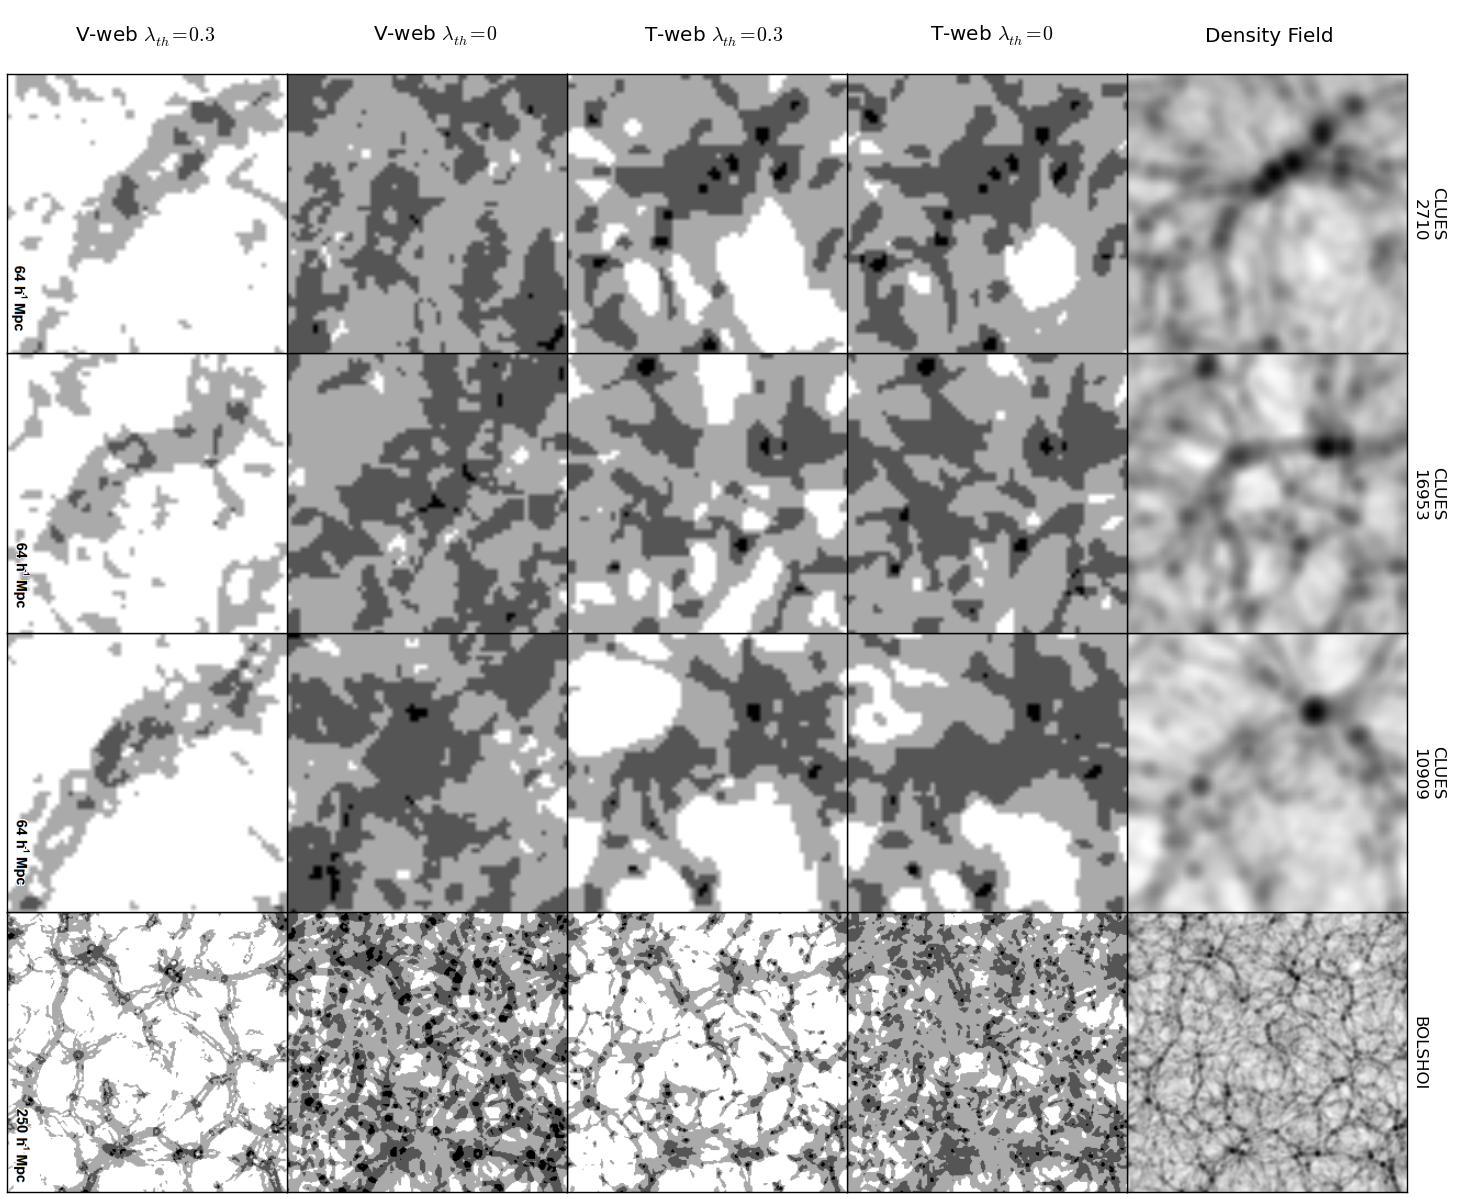 V-web λth=0.3
V-web λth=0
T-web λth=0.3
T-web λth=0
Density Field
64 h-1 Mpc
CLUES
2710
64 h-1 Mpc
CLUES
16953
64 h-1 Mpc
CLUES
10909
250 h-1 Mpc
BOLSHOI